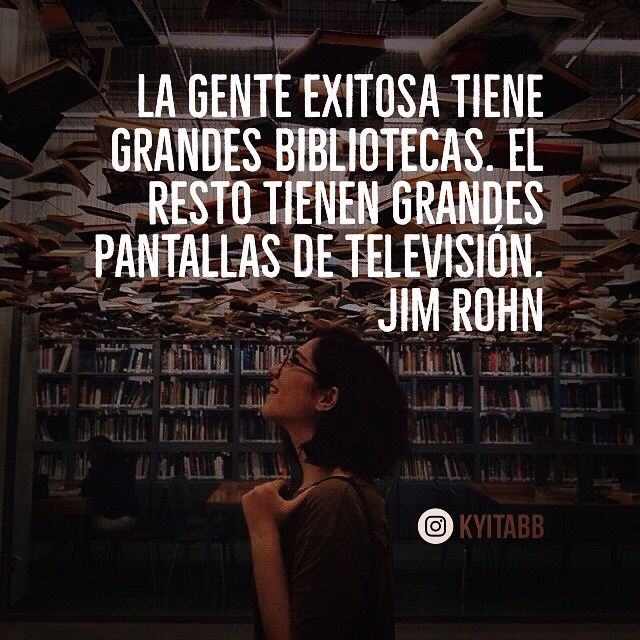 LA GENTE EXITOSA TIENE
GRANDES BIBLIOTECAS. EL
RESTO TIENEN GRANDES
PANTALLAS DE TELEVISIÓN.
JIM ROHN
KYITABB